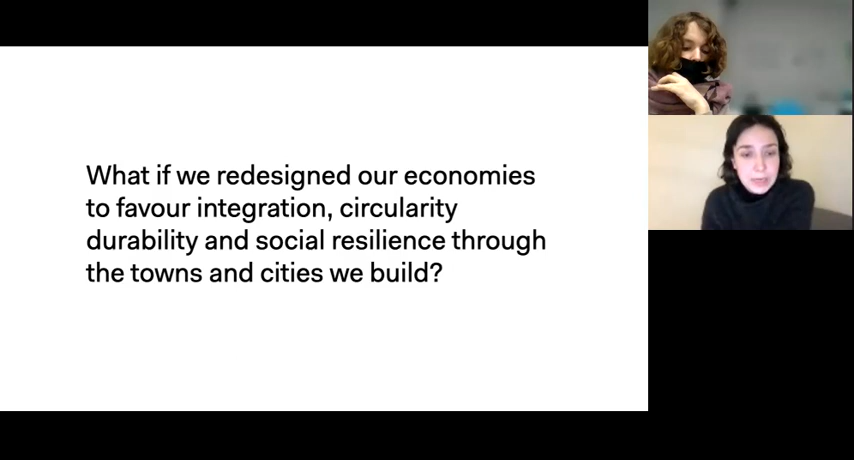 What if we redesigned our economies
to favour integration, circularity
durability and social resilience through
the towns and cities we build?